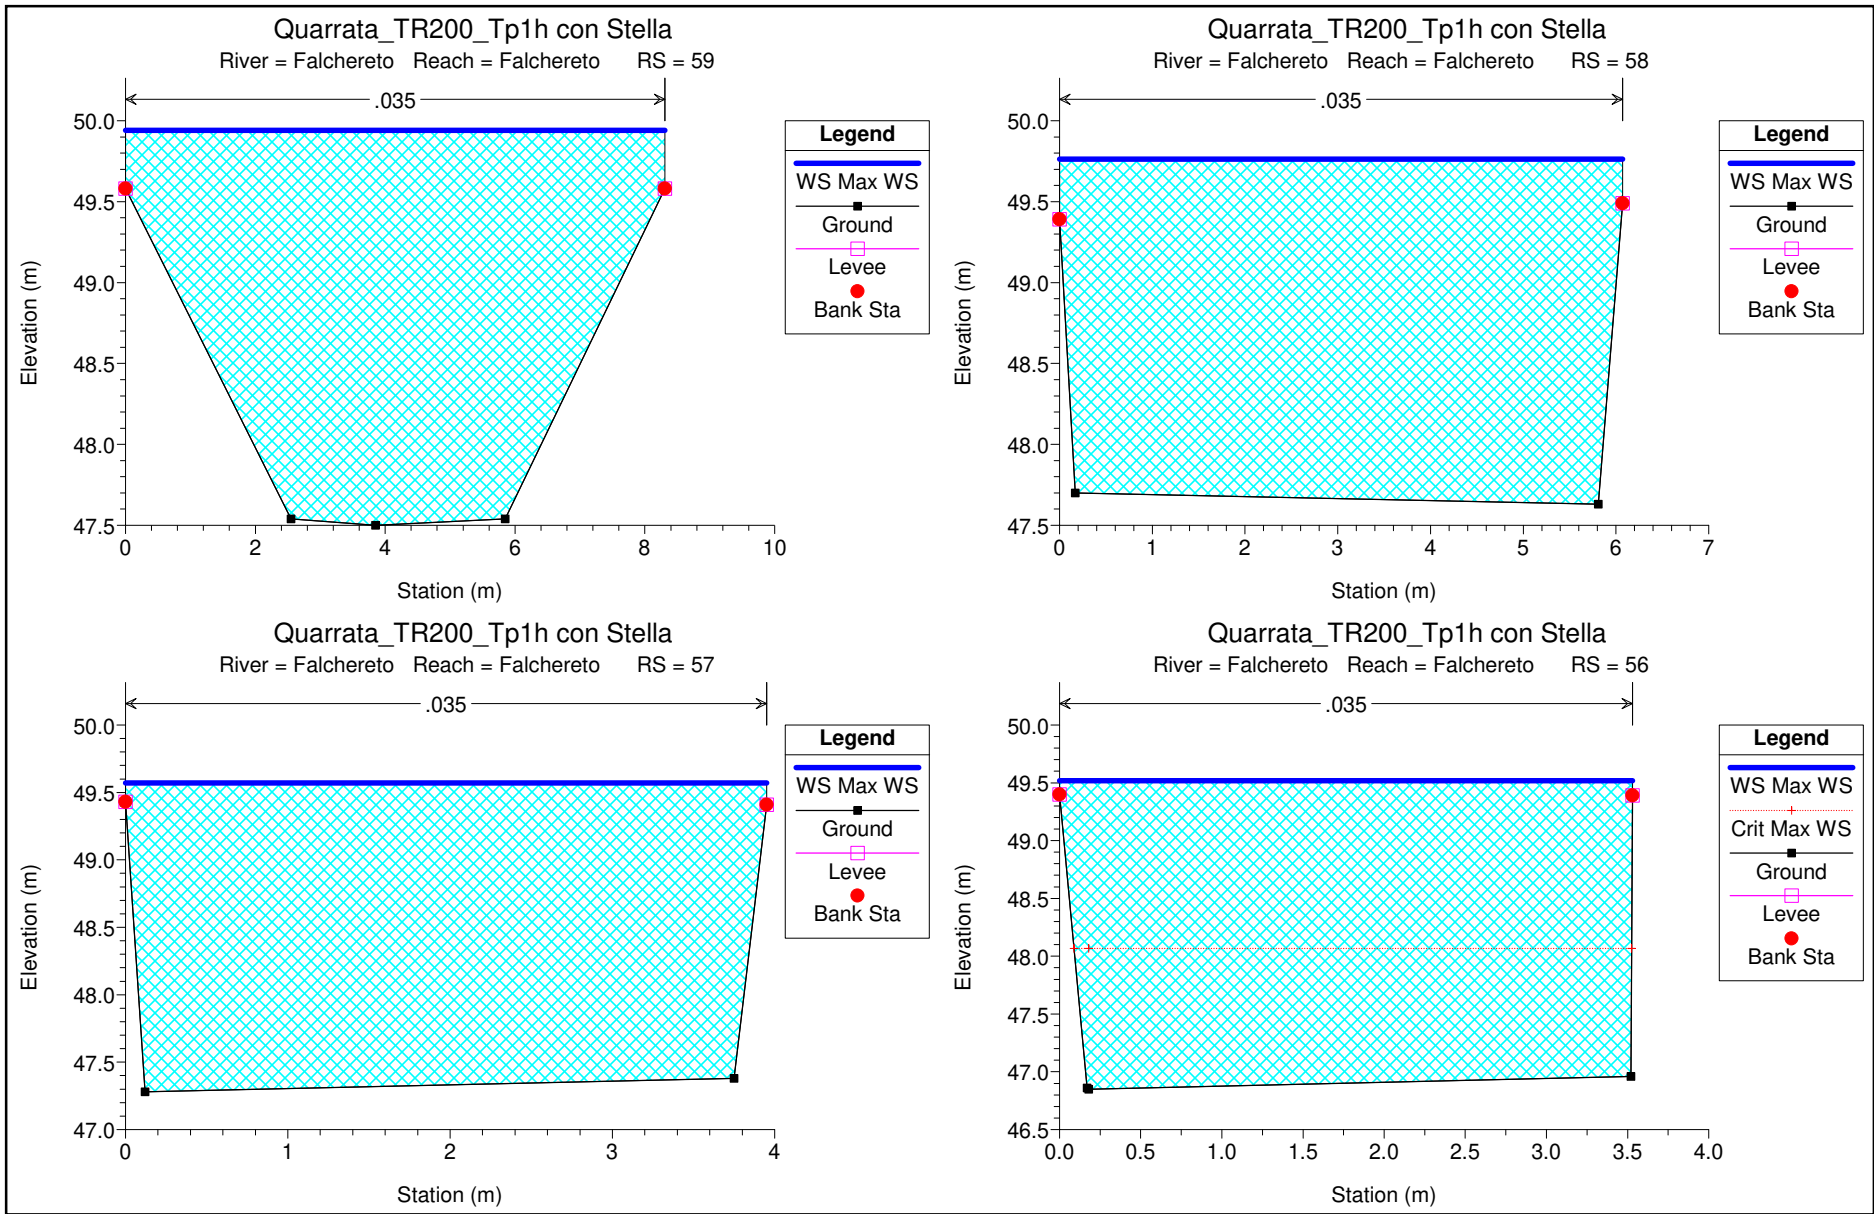 Quarrata_TR200_Tp1h con Stella
River = Falchereto   Reach = Falchereto      RS = 59
.035
50.0
49.5
49.0
48.5
48.0
47.5
0 2 4 6 8 10
Elevation (m)
Station (m)
Legend
WS Max WS
Ground
Levee
Bank Sta
Quarrata_TR200_Tp1h con Stella
River = Falchereto   Reach = Falchereto      RS = 58
.035
50.0
49.5
49.0
48.5
48.0
47.5
0 1 2 3 4 5 6 7
Elevation (m)
Station (m)
Legend
WS Max WS
Ground
Levee
Bank Sta
Quarrata_TR200_Tp1h con Stella
River = Falchereto   Reach = Falchereto      RS = 57
.035
50.0
49.5
49.0
48.5
48.0
47.5
47.0
0 1 2 3 4
Elevation (m)
Station (m)
Legend
WS Max WS
Ground
Levee
Bank Sta
Quarrata_TR200_Tp1h con Stella
River = Falchereto   Reach = Falchereto      RS = 56
.035
50.0
49.5
49.0
48.5
48.0
47.5
47.0
46.5
0.0 0.5 1.0 1.5 2.0 2.5 3.0 3.5 4.0
Elevation (m)
Station (m)
Legend
WS Max WS
Crit Max WS
Ground
Levee
Bank Sta